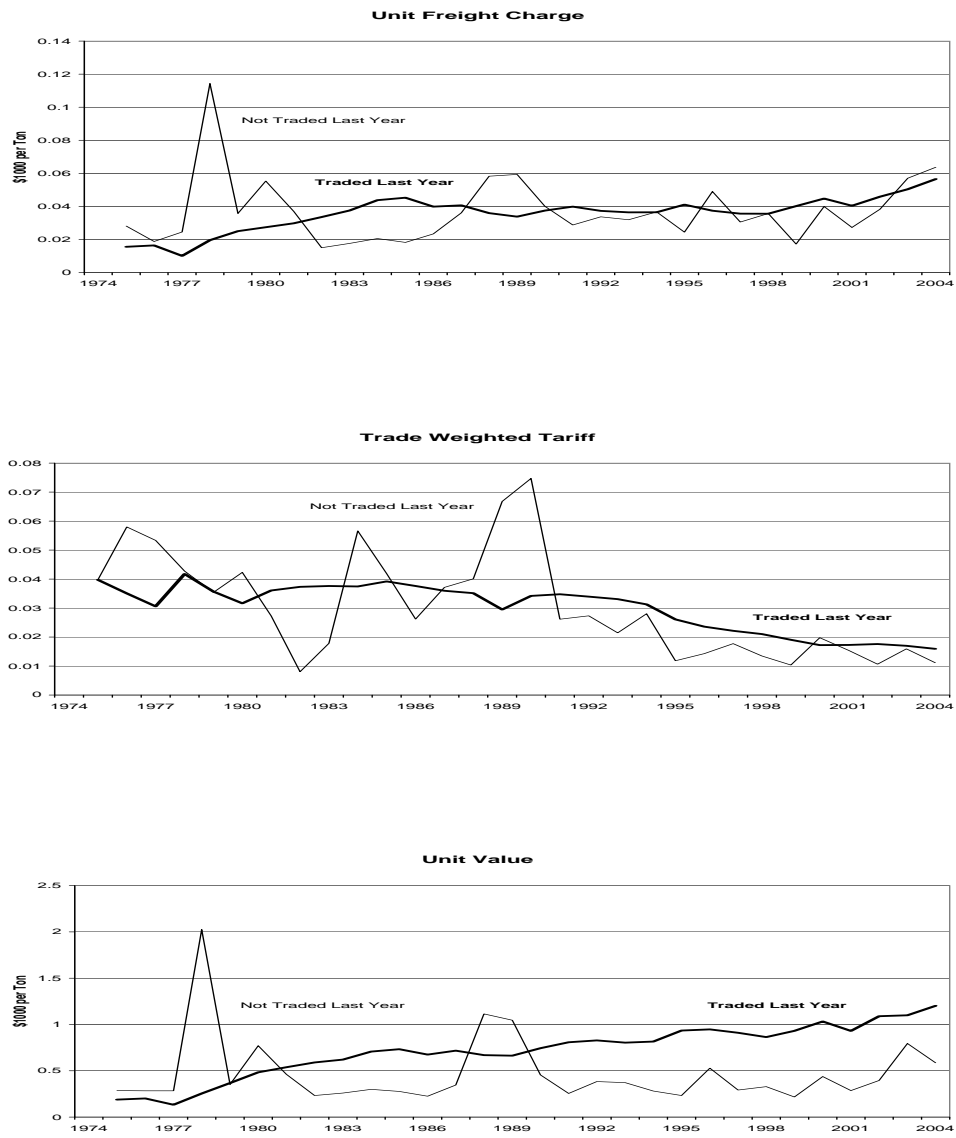 Unit Freight Charge
0.14
0.12
0.1
0.08
0.06
0.04
0.02
0
$1000 per Ton
Not Traded Last Year
Traded Last Year
1974 1977 1980 1983 1986 1989 1992 1995 1998 2001 2004
Trade Weighted Tariff
0.08
0.07
0.06
0.05
0.04
0.03
0.02
0.01
0
Not Traded Last Year
Traded Last Year
1974 1977 1980 1983 1986 1989 1992 1995 1998 2001 2004
Unit Value
2.5
2
1.5
1
0.5
0
$1000 per Ton
Not Traded Last Year
Traded Last Year
1974 1977 1980 1983 1986 1989 1992 1995 1998 2001 2004